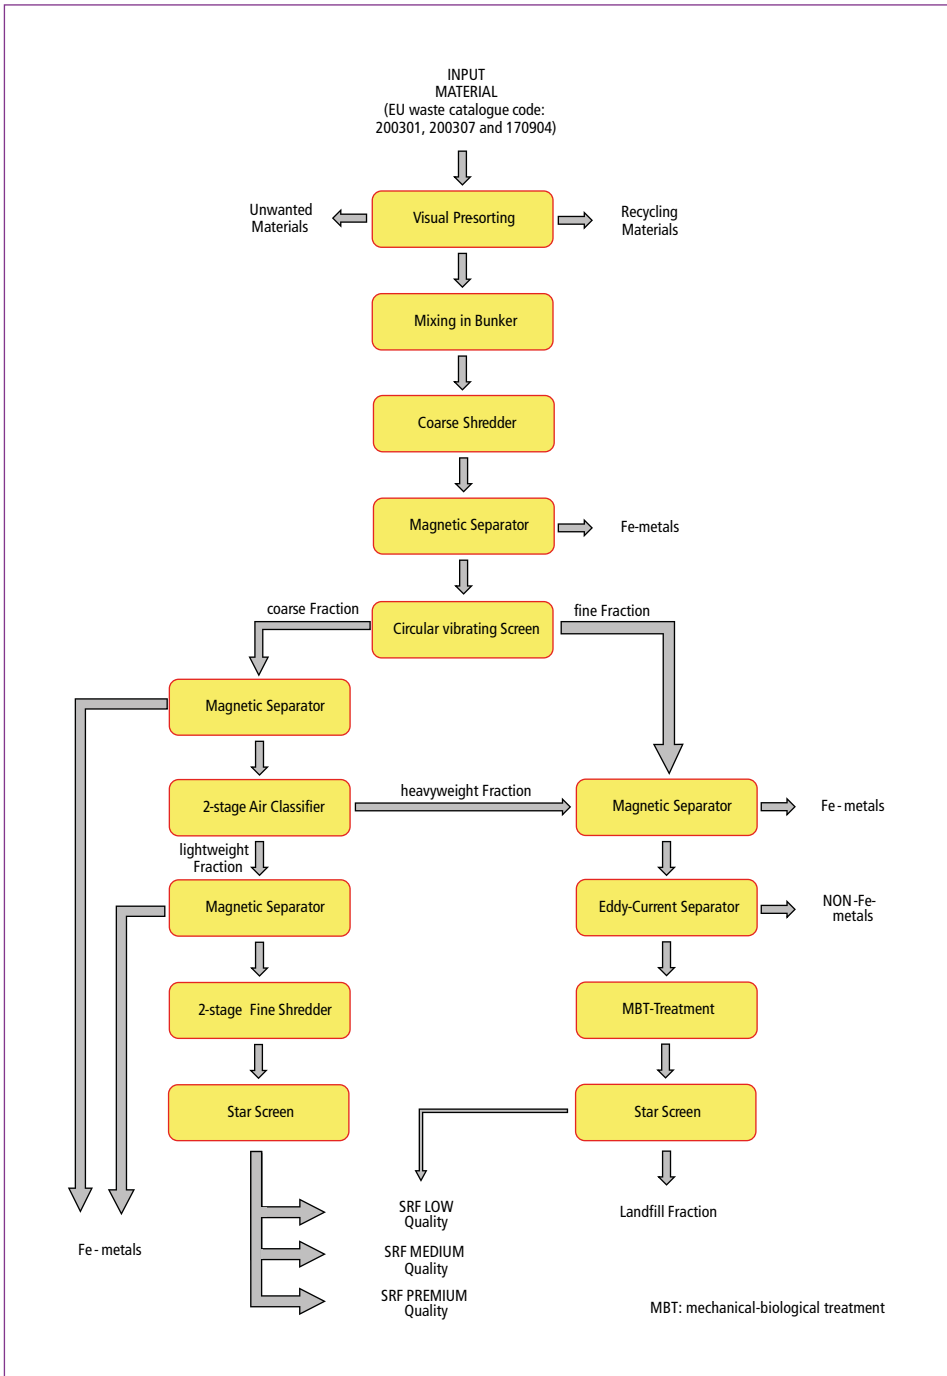 INPUT
MATERIAL
(EU waste catalogue code:
200301, 200307 and 170904)
Unwanted
Materials
Visual Presorting
Recycling
Materials
Mixing in Bunker
Coarse Shredder
Magnetic Separator
Fe-metals
coarse Fraction
fine Fraction
Circular vibrating Screen
Magnetic Separator
2-stage Air Classifier
heavyweight Fraction
Magnetic Separator
Fe - metals
lightweight
Fraction
Magnetic Separator
Eddy-Current Separator
NON -Fe-
metals
2-stage Fine Shredder
MBT-Treatment
Star Screen
Star Screen
SRF LOW
Quality
Landfill Fraction
Fe - metals
SRF MEDIUM
Quality
SRF PREMIUM
Quality
MBT: mechanical-biological treatment